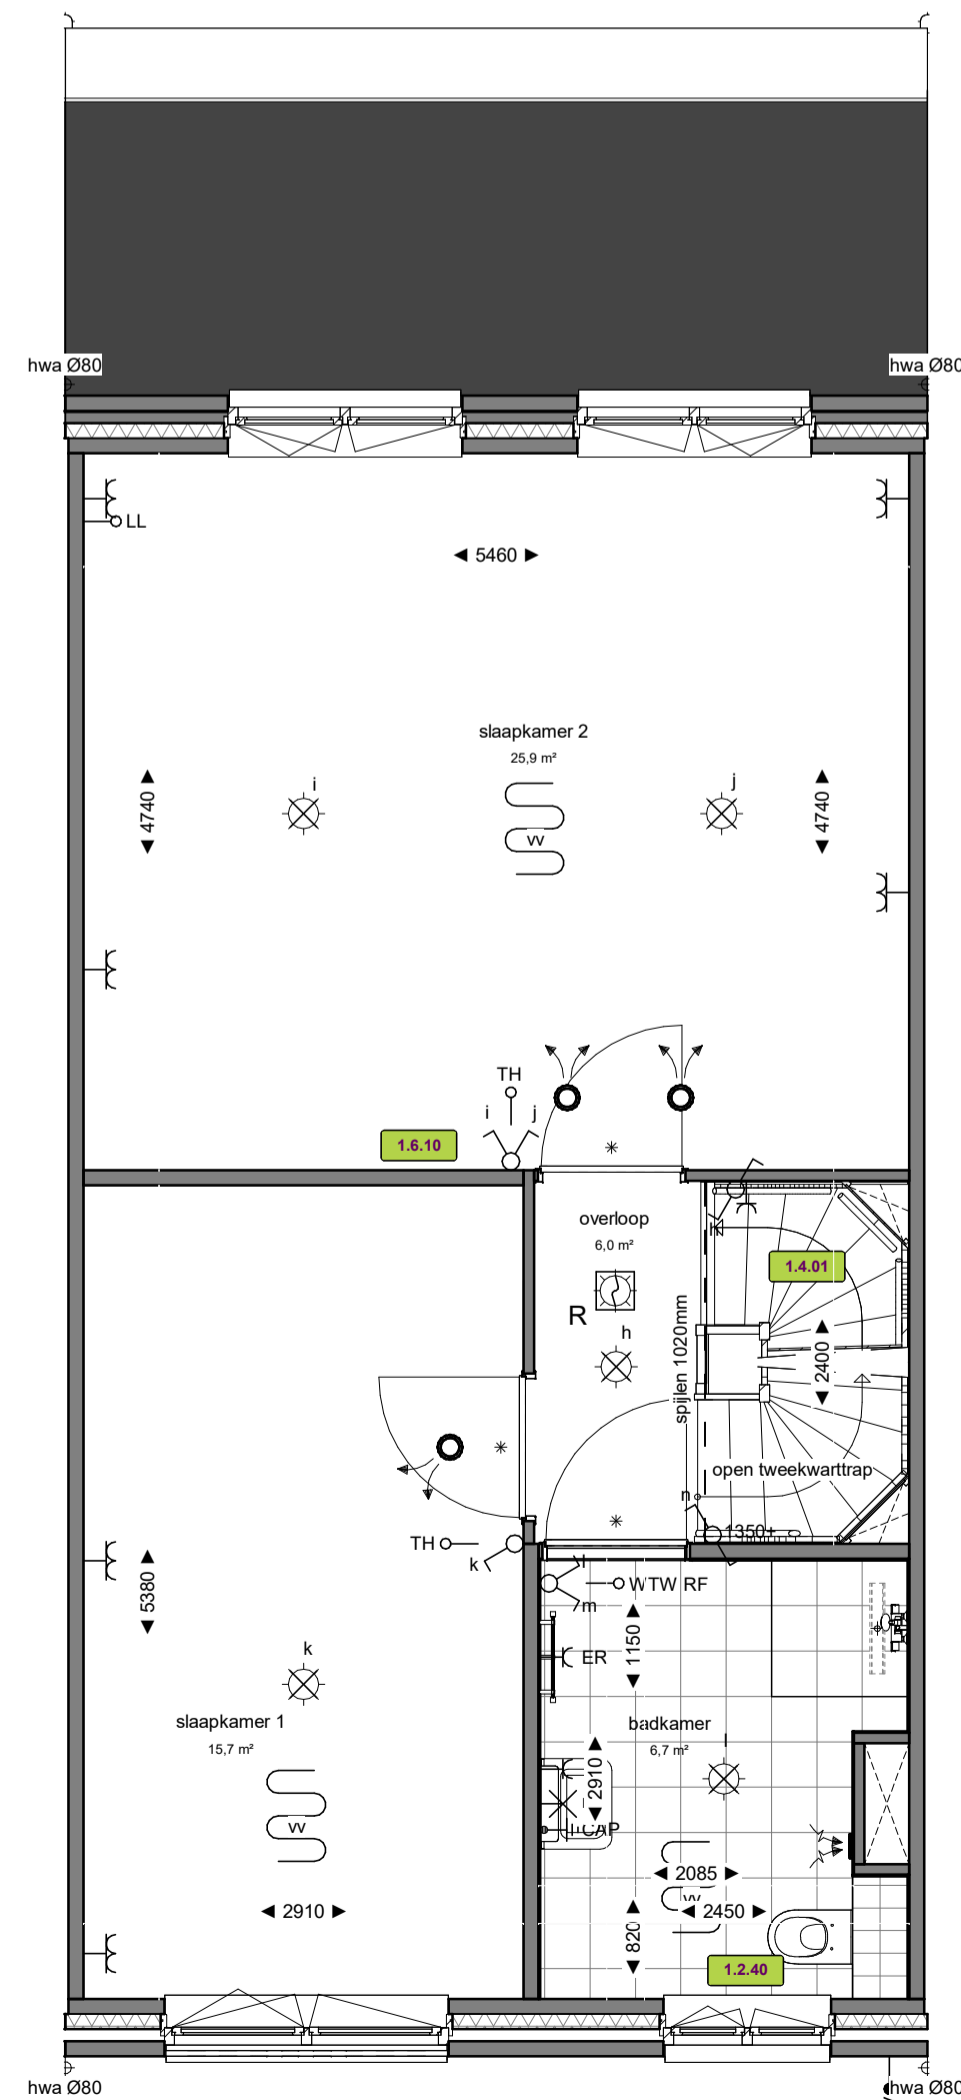 hwa Ø80
hwa Ø80
LL
5460
slaapkamer 2
25,9 m²
i
j
4740
vv
4740
TH
i
j
1.6.10
overloop
6,0 m²
1.4.01
R
h
spijlen 1020mm
2400
open tweekwarttrap
n
1350+
TH
k
l
m
WTW RF
5380
1150
ER
k
slaapkamer 1
15,7 m²
badkamer
6,7 m²
l
2910
vv
CAP
2085
vv
2910
2450
820
1.2.40
hwa Ø80
hwa Ø80